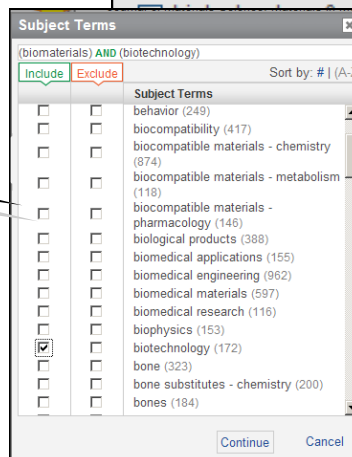 Subject Terms
(biomaterials) AND (biotechnology)
Include Exclude Sort by: # | (A-
Subject Terms
behavior (249)
biocompatibility (417)
biocompatible materials - chemistry
(874)
biocompatible materials - metabolism
(118)
biocompatible materials -
pharmacology (146)
biological products (388)
biomedical applications (155)
biomedical engineering (962)
biomedical materials (597)
biomedical research (116)
biophysics (153)
biotechnology (172)
bone (323)
bone substitutes - chemistry (200)
bones (184)
Continue Cancel